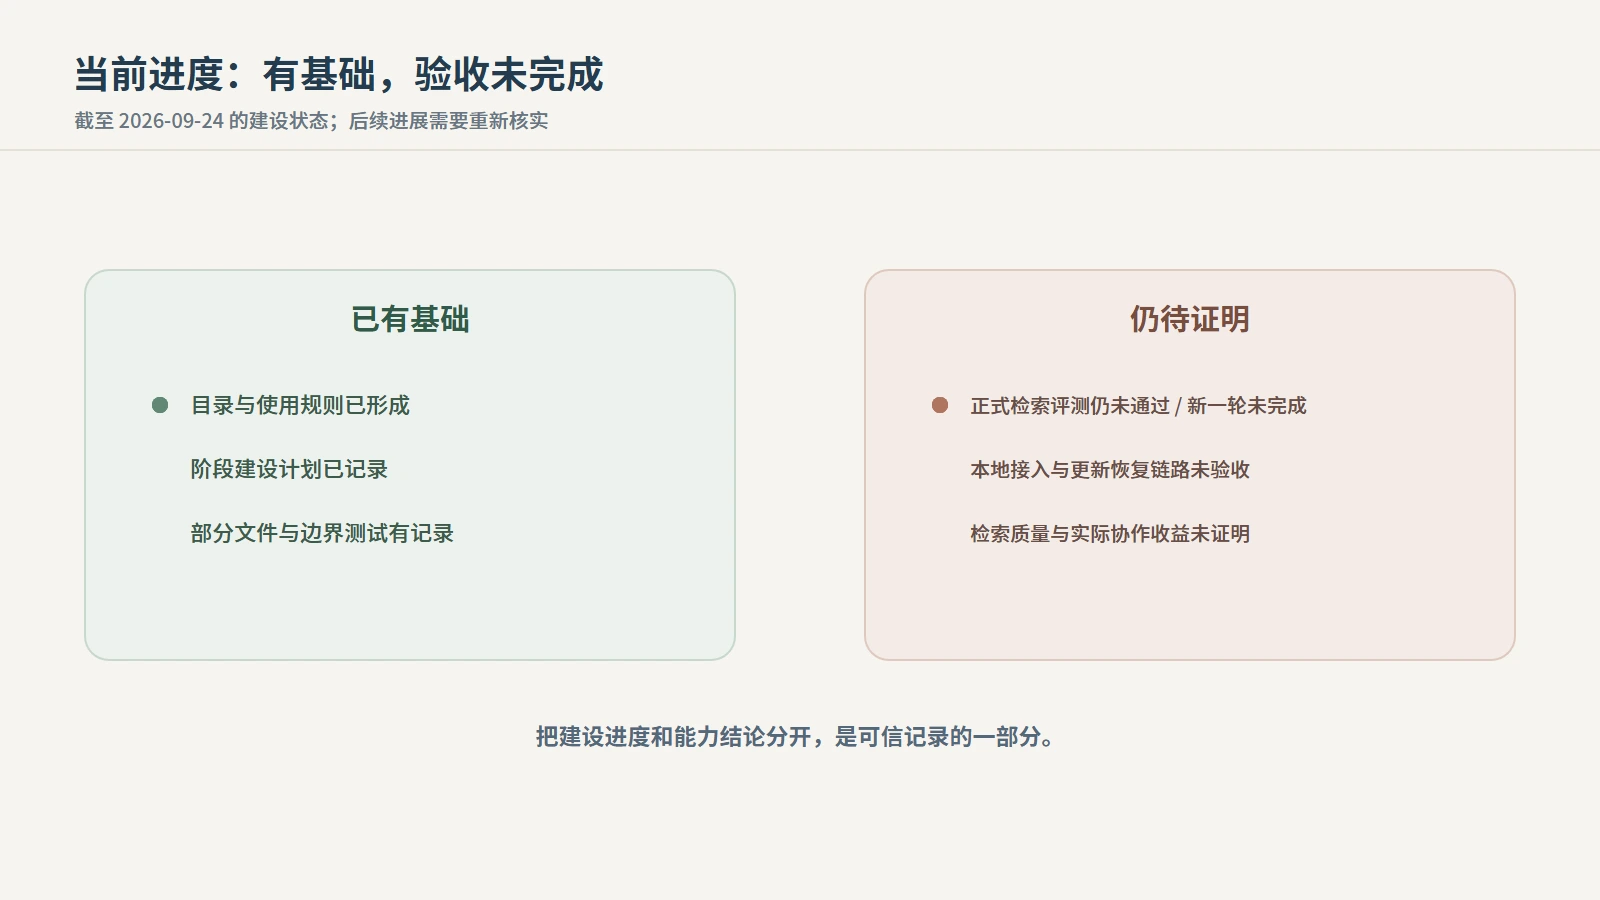 当前进度：有基础，验收未完成
截至 2026-09-24 的建设状态；后续进展需要重新核实
已有基础
目录与使用规则已形成
阶段建设计划已记录
部分文件与边界测试有记录
仍待证明
正式检索评测仍未通过 / 新一轮未完成
本地接入与更新恢复链路未验收
检索质量与实际协作收益未证明
把建设进度和能力结论分开，是可信记录的一部分。